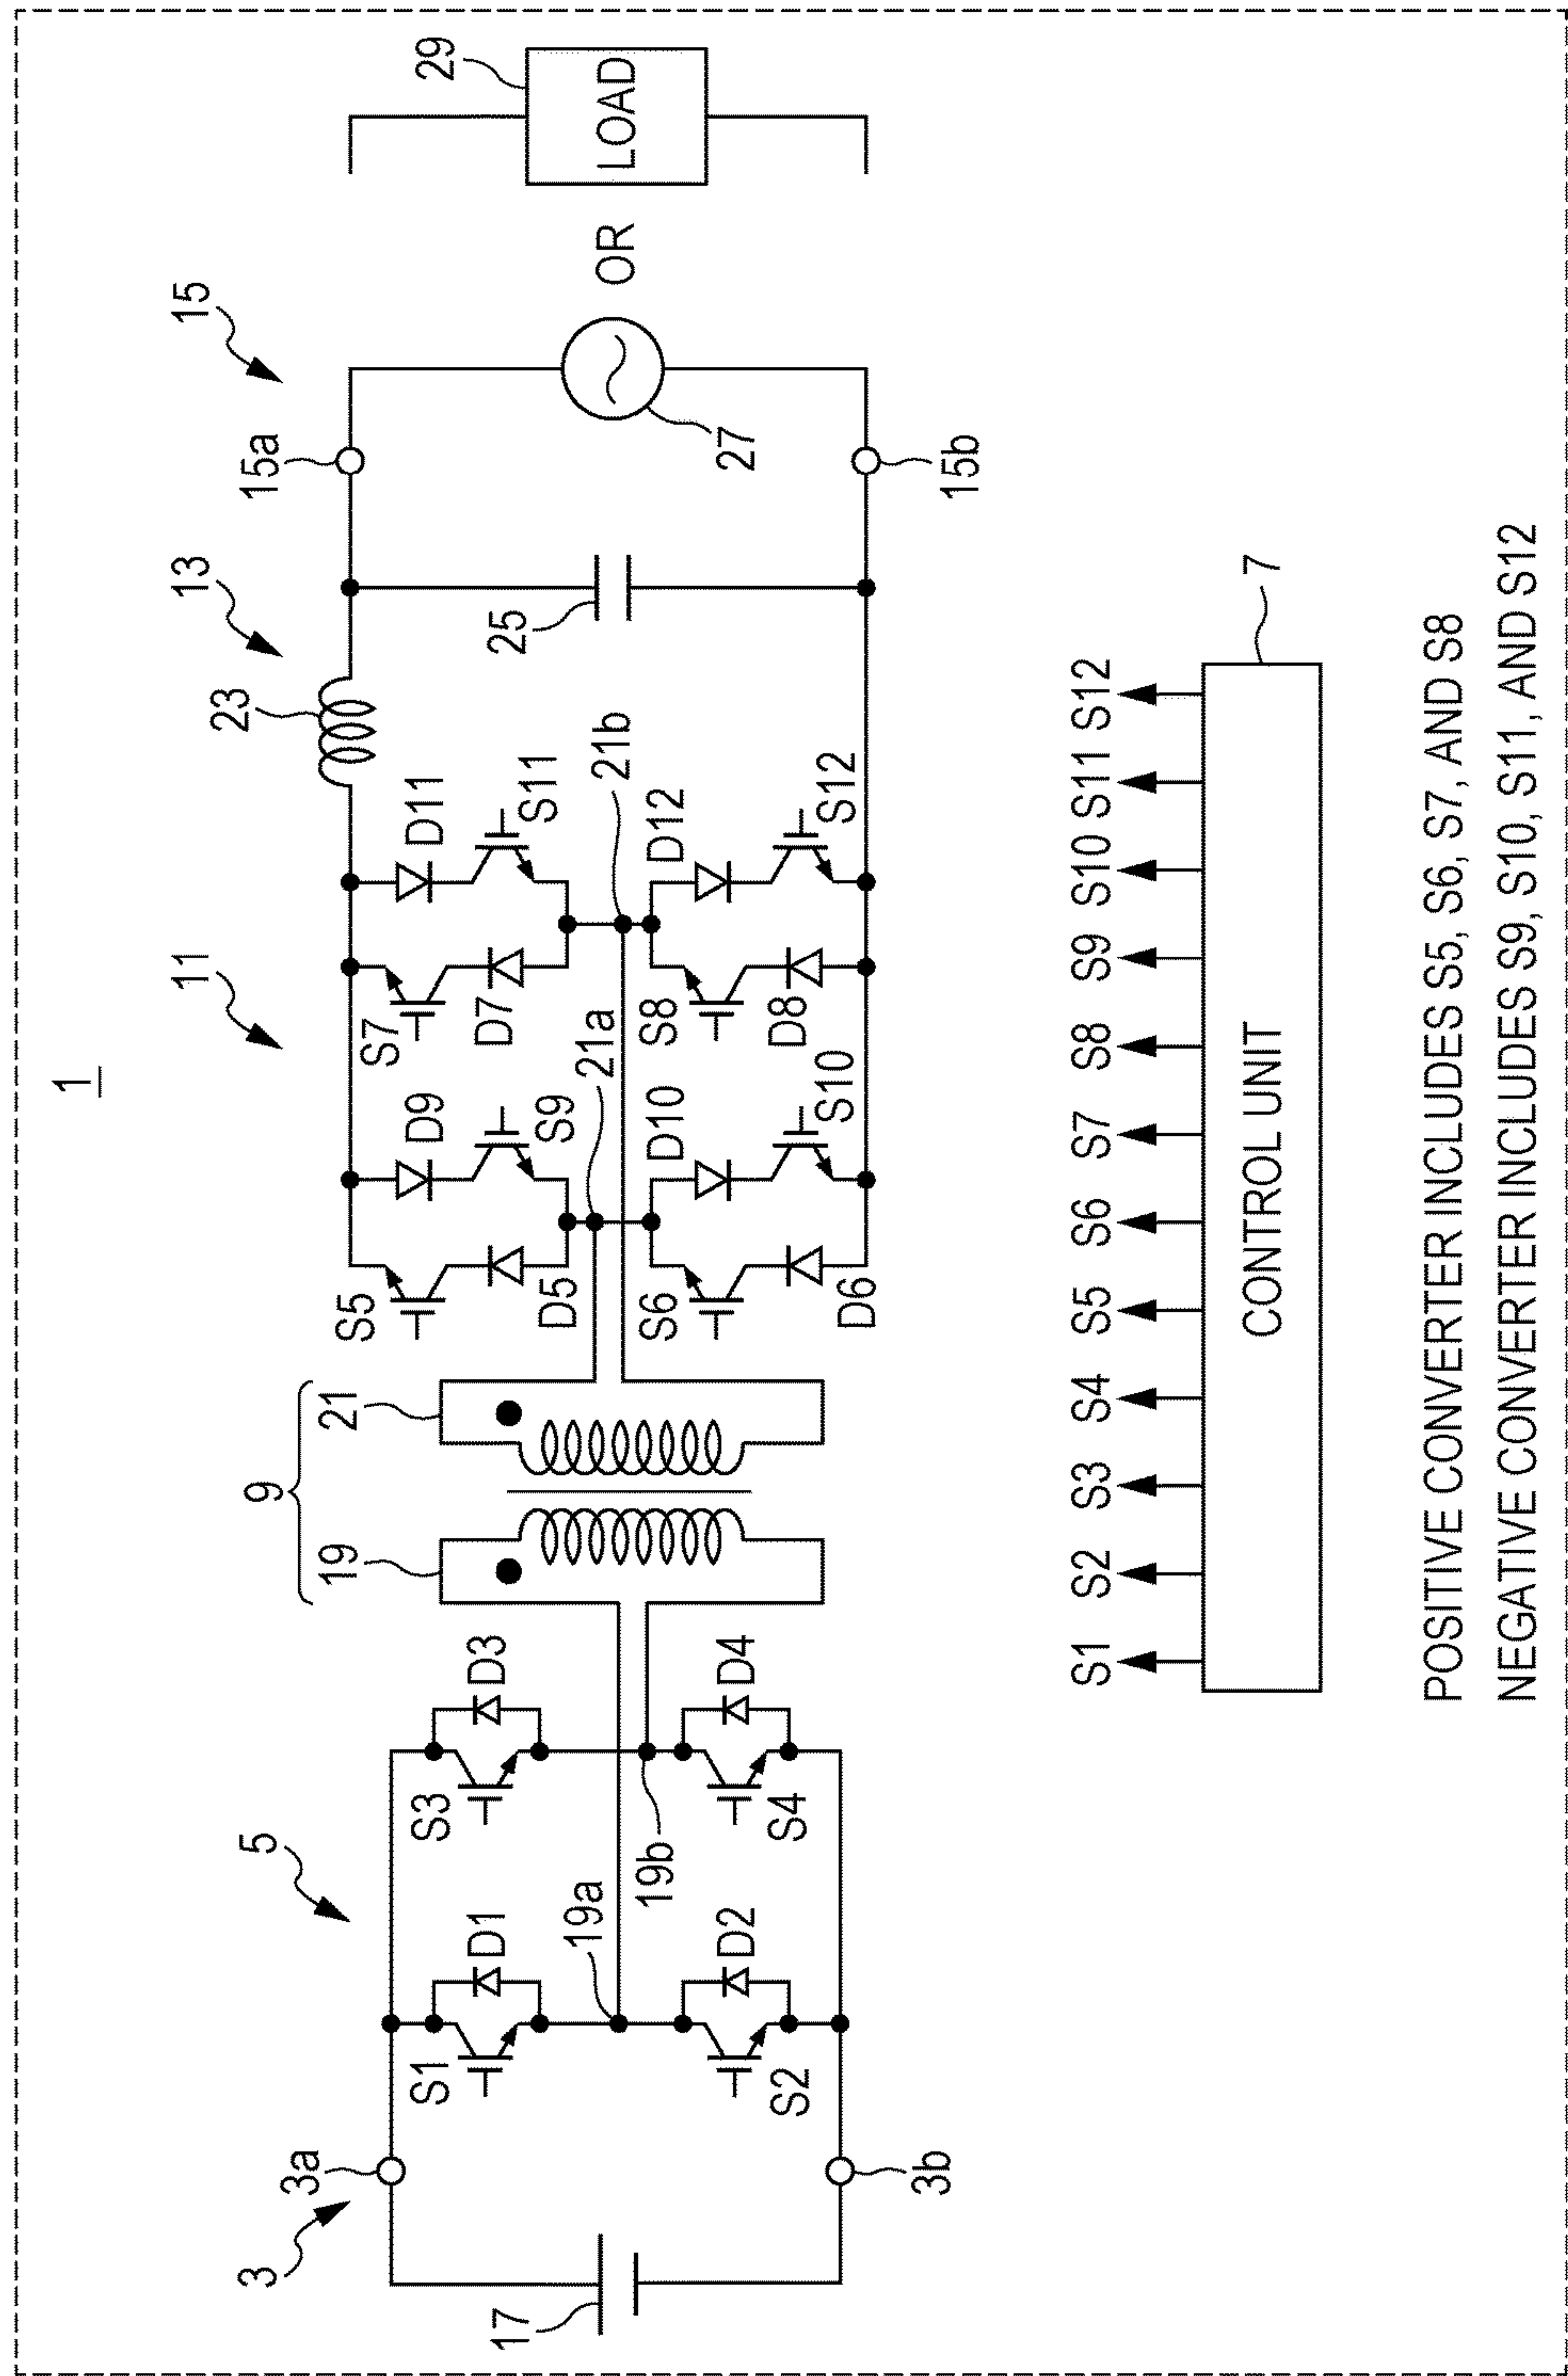 1
3
3a
3b
17
5
S1
D1
S2
D2
S3
D3
S4
D4
19a
19b
9
19
21
11
S5
D5
D9
S9
S6
D6
D10
S10
21a
S7
D7
D11
S11
S8
D8
D12
S12
21b
13
23
25
15
15a
15b
27
OR
LOAD
29
S1 S2 S3 S4 S5 S6 S7 S8 S9 S10 S11 S12
CONTROL UNIT
7
POSITIVE CONVERTER INCLUDES S5, S6, S7, AND S8
NEGATIVE CONVERTER INCLUDES S9, S10, S11, AND S12